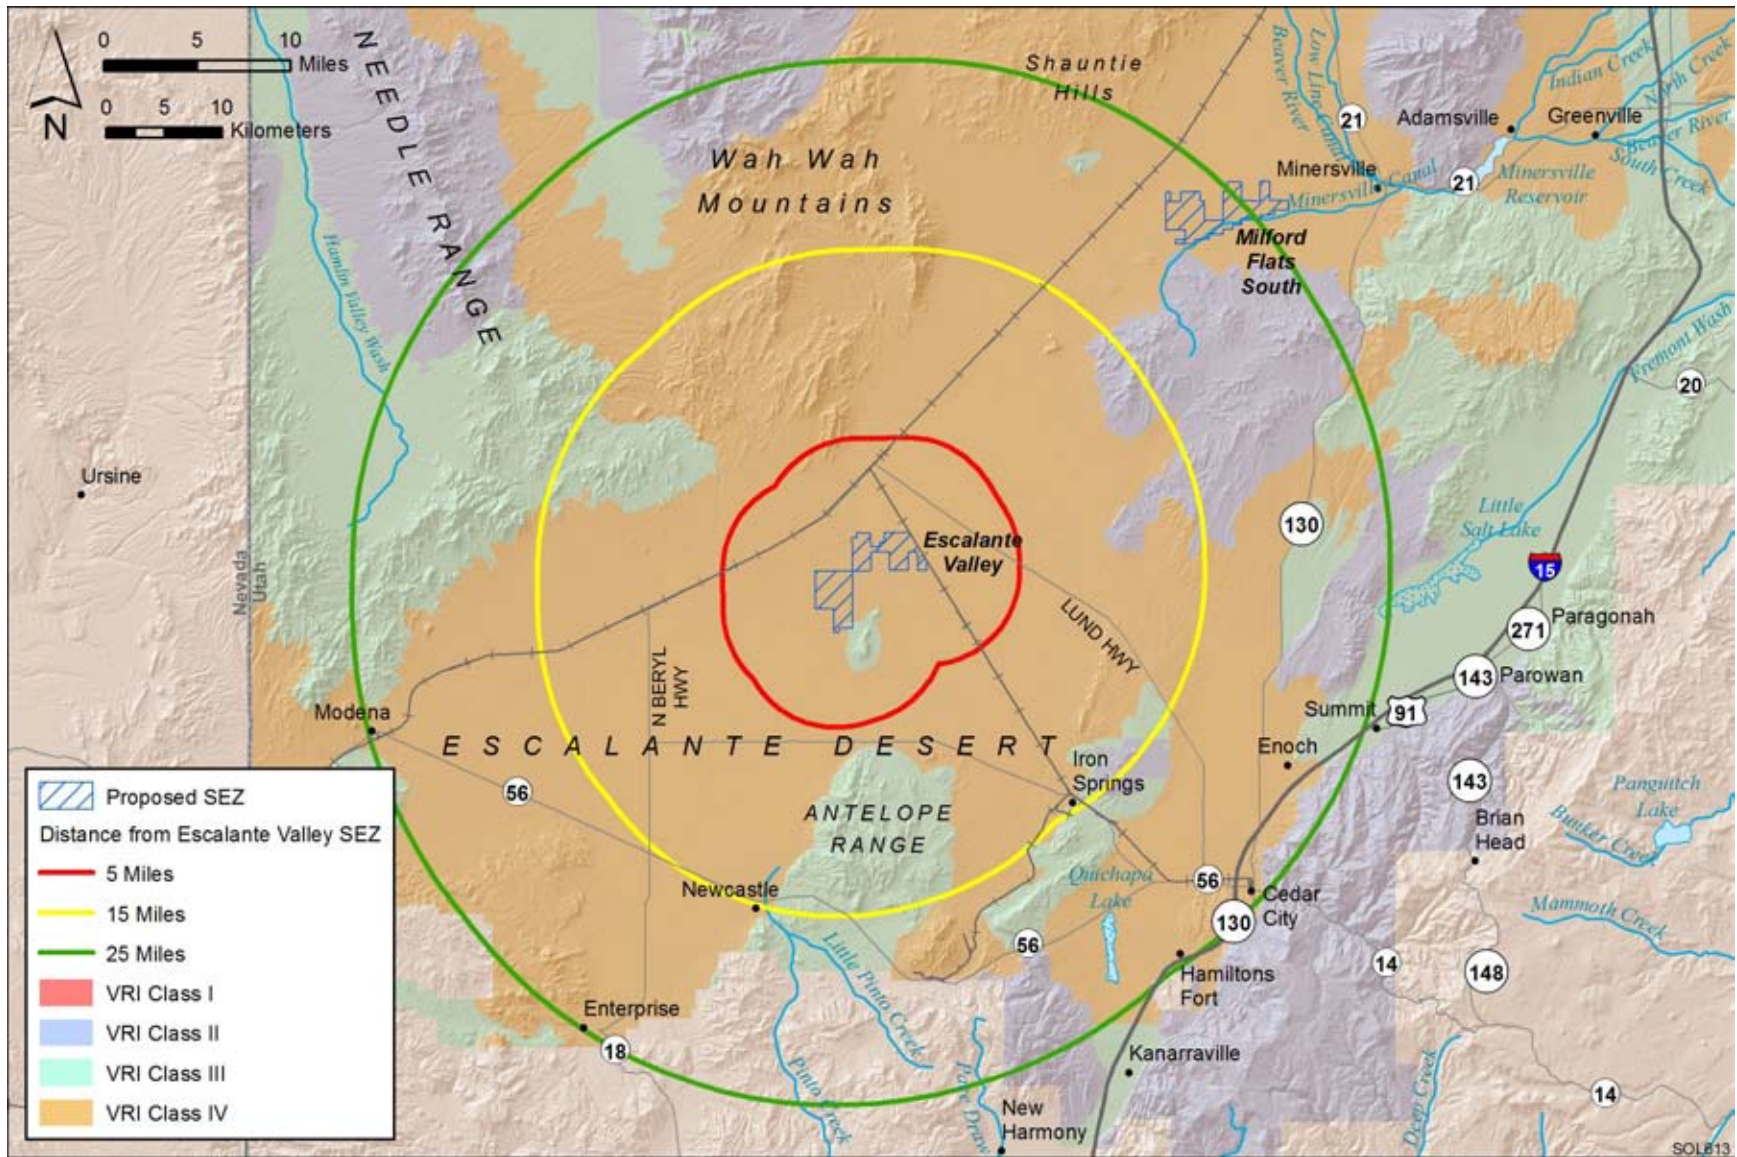 0 5 10
Miles
0 5 10
Kilometers
N
NEEDLE RANGE
Shauntie
Hills
Wah Wah
Mountains
Beaver River
Low Line Canal
21
Adamsville
Greenville
Indian Creek
North Creek
Beaver River
South Creek
Minersville
21
Minersville Canal
Minersville
Reservoir
Milford
Flats
South
Hamlin Valley Wash
Fremont Wash
20
Ursine
Nevada
Utah
Escalante
Valley
130
Little
Salt Lake
15
271
Paragonah
143
Parowan
LUND HWY
N BERYL
HWY
Modena
Summit
91
ESCALANTE DESERT
Enoch
Iron
Springs
56
143
Brian
Head
Panguitch
Lake
Bunker Creek
ANTELOPE
RANGE
Newcastle
Quichapa
Lake
56
Cedar
City
130
Mammoth Creek
56
14
148
Hamiltons
Fort
Little Pinto Creek
Enterprise
18
Pinto Creek
Pace Draw
Kanarraville
New
Harmony
Deep Creek
14
Proposed SEZ
Distance from Escalante Valley SEZ
5 Miles
15 Miles
25 Miles
VRI Class I
VRI Class II
VRI Class III
VRI Class IV
SOL613